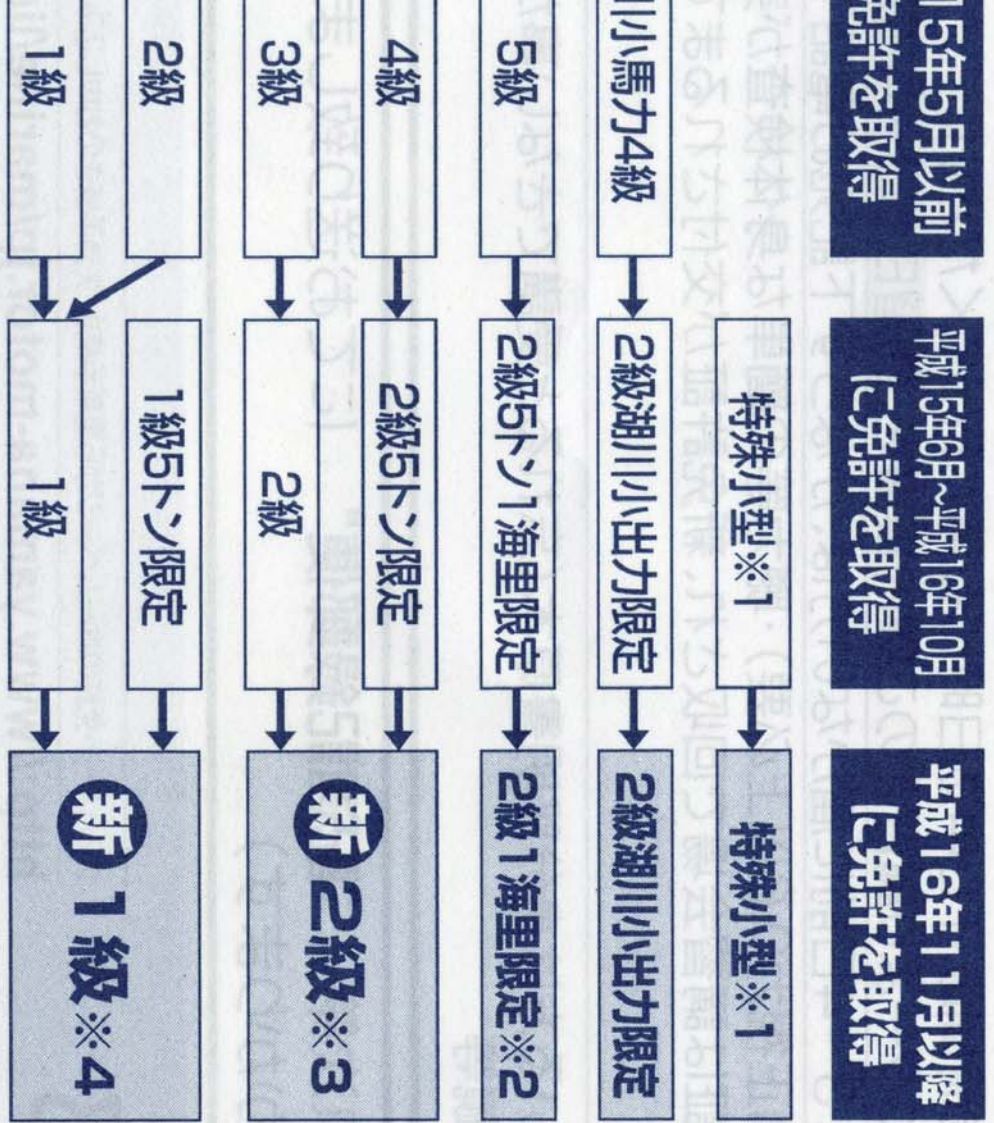 15年5月以前
免許を取得
平成15年6月~平成16年10月
に免許を取得
平成16年11月以降
に免許を取得
特殊小型※1
特殊小型※1
川小馬力4級
2級湖川小出力限定
2級湖川小出力限定
5級
2級5トン1海里限定
2級1海里限定※2
4級
2級5トン限定
3級
2級
新2級※3
2級
1級5トン限定
1級
1級
新1級※4